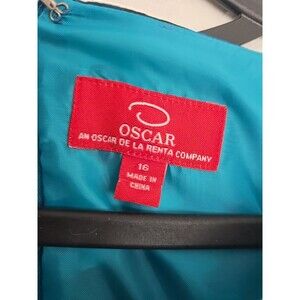 OSCAR
AN OSCAR DE LA RENTA COMPANY
16
MADE IN
CHINA